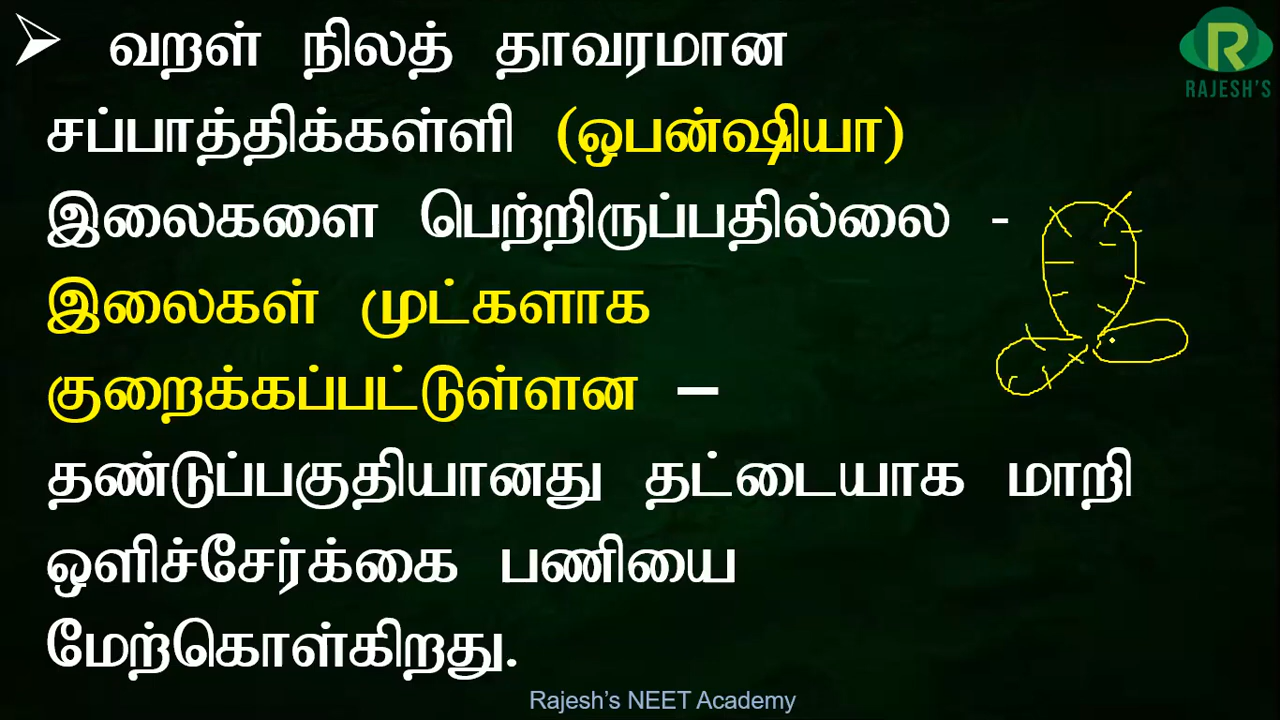 ➢ வறள் நிலத் தாவரமான
சப்பாத்திக்கள்ளி (ஒபன்ஷியா)
இலைகளை பெற்றிருப்பதில்லை -
இலைகள் முட்களாக
குறைக்கப்பட்டுள்ளன –
தண்டுப்பகுதியானது தட்டையாக மாறி
ஒளிச்சேர்க்கை பணியை
மேற்கொள்கிறது.
R
RAJESH'S
Rajesh's NEET Academy